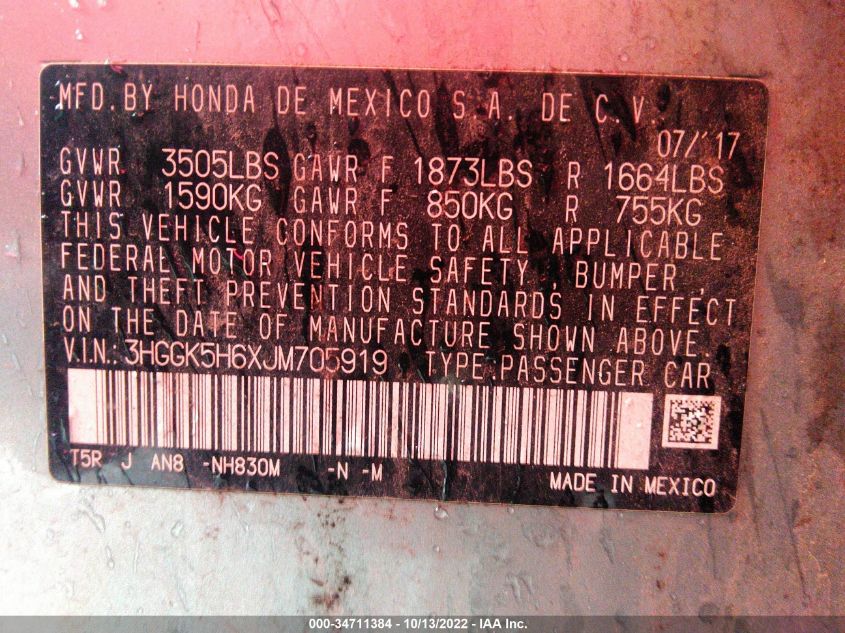 MFD. BY HONDA DE MEXICO S.A. DE C.V.
07/'17
GVWR 3505LBS GAWR F 1873LBS R 1664LBS
GVWR 1590KG GAWR F 850KG R 755KG
THIS VEHICLE CONFORMS TO ALL APPLICABLE
FEDERAL MOTOR VEHICLE SAFETY, BUMPER,
AND THEFT PREVENTION STANDARDS IN EFFECT
ON THE DATE OF MANUFACTURE SHOWN ABOVE.
V.I.N.: 3HGGK5H6XJM705919 TYPE:PASSENGER CAR
T5R J AN8 -NH830M -N -M
MADE IN MEXICO
000-34711384 - 10/13/2022 - IAA Inc.